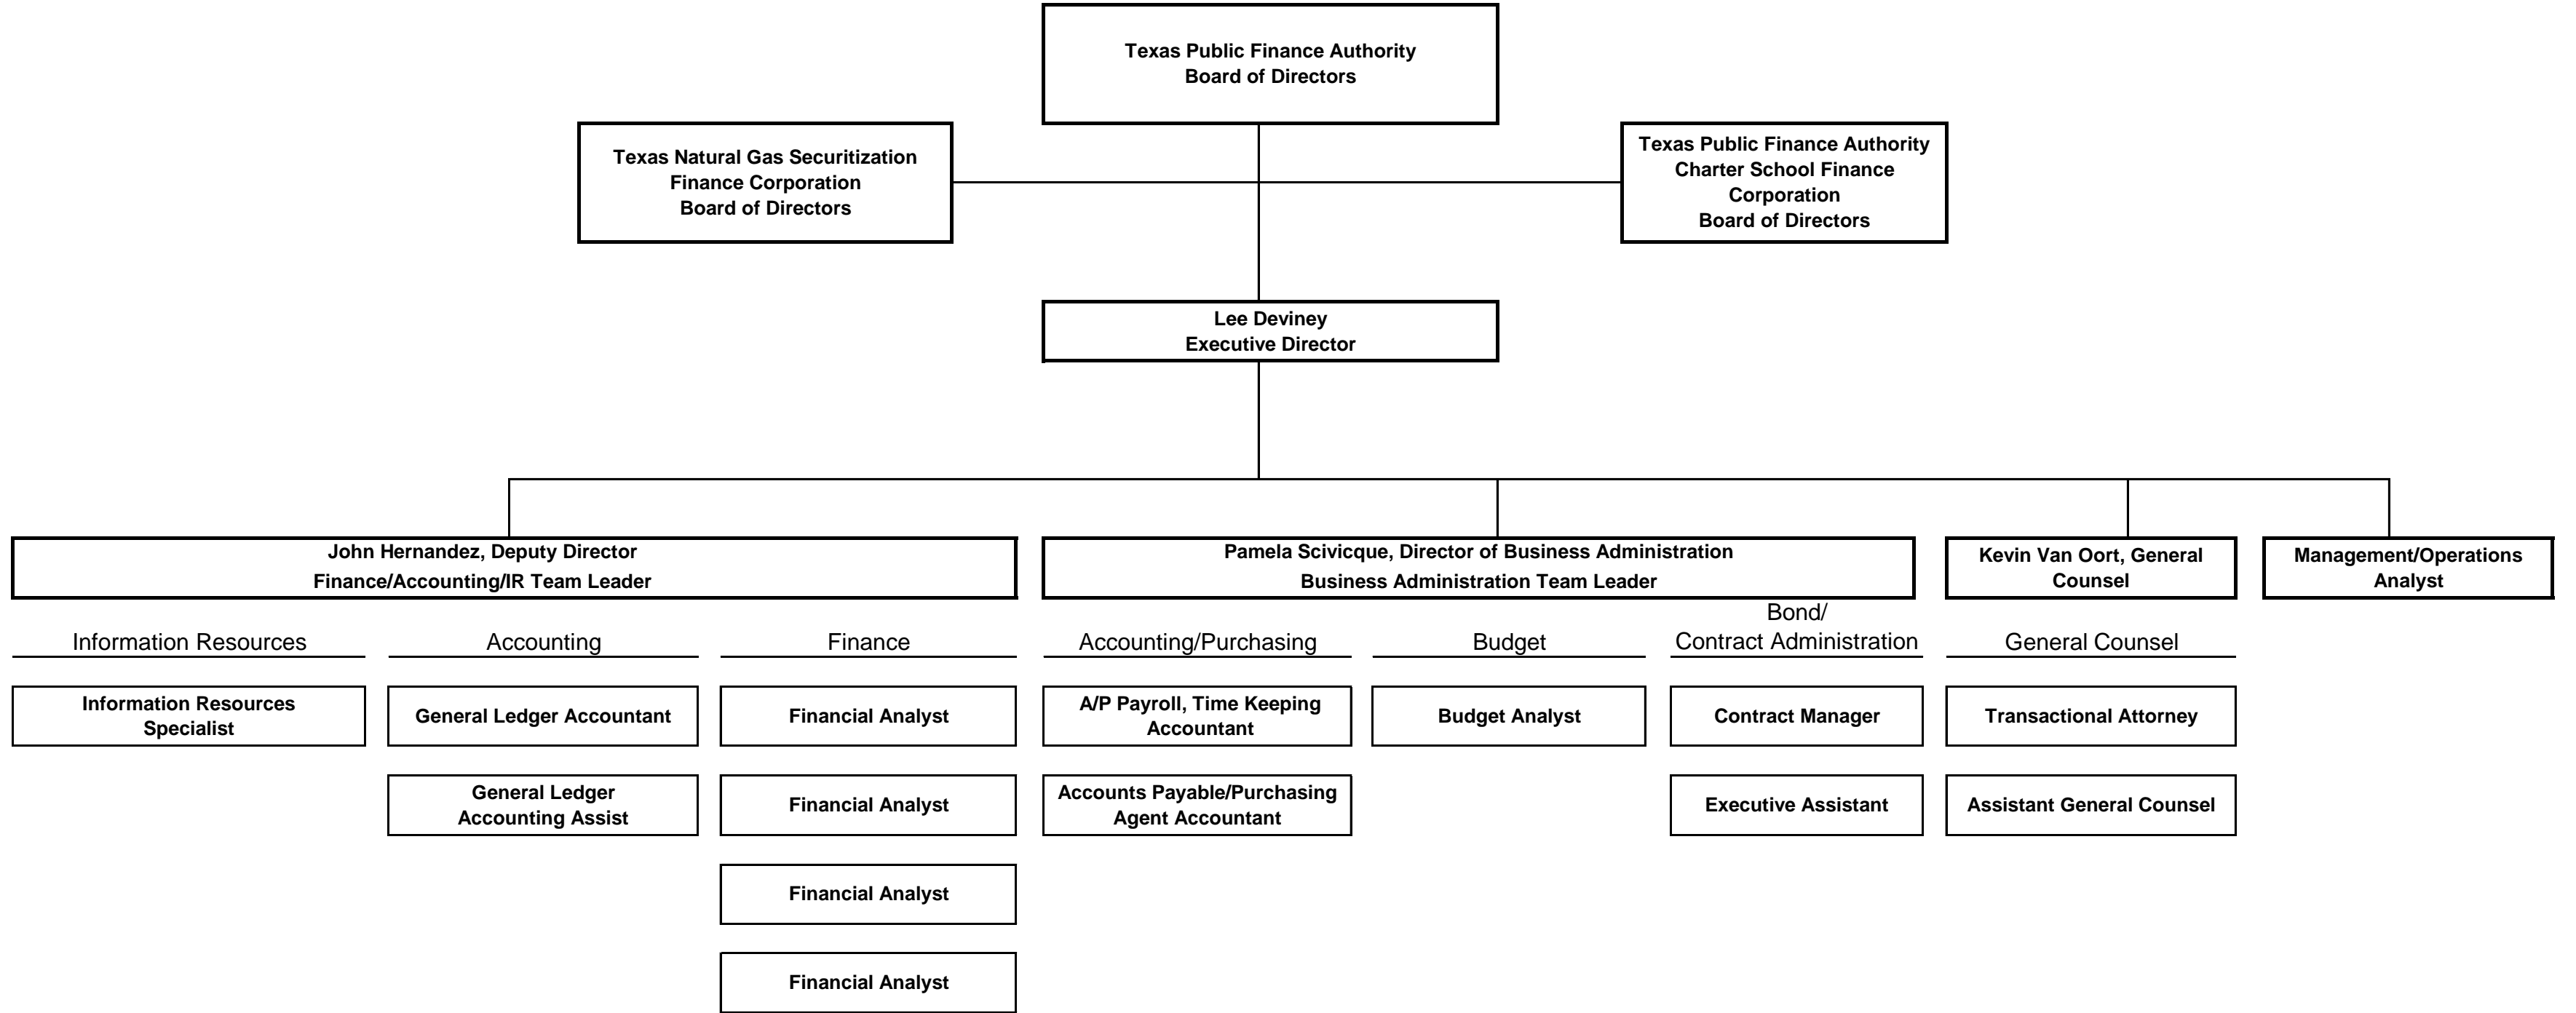 Texas Public Finance Authority
Board of Directors
Texas Natural Gas Securitization
Finance Corporation
Board of Directors
Texas Public Finance Authority
Charter School Finance
Corporation
Board of Directors
Lee Deviney
Executive Director
John Hernandez, Deputy Director
Finance/Accounting/IR Team Leader
Pamela Scivicque, Director of Business Administration
Business Administration Team Leader
Kevin Van Oort, General
Counsel
Management/Operations
Analyst
Information Resources
Accounting
Finance
Accounting/Purchasing
Budget
Bond/
Contract Administration
General Counsel
Information Resources
Specialist
General Ledger Accountant
Financial Analyst
A/P Payroll, Time Keeping
Accountant
Budget Analyst
Contract Manager
Transactional Attorney
General Ledger
Accounting Assist
Financial Analyst
Accounts Payable/Purchasing
Agent Accountant
Executive Assistant
Assistant General Counsel
Financial Analyst
Financial Analyst